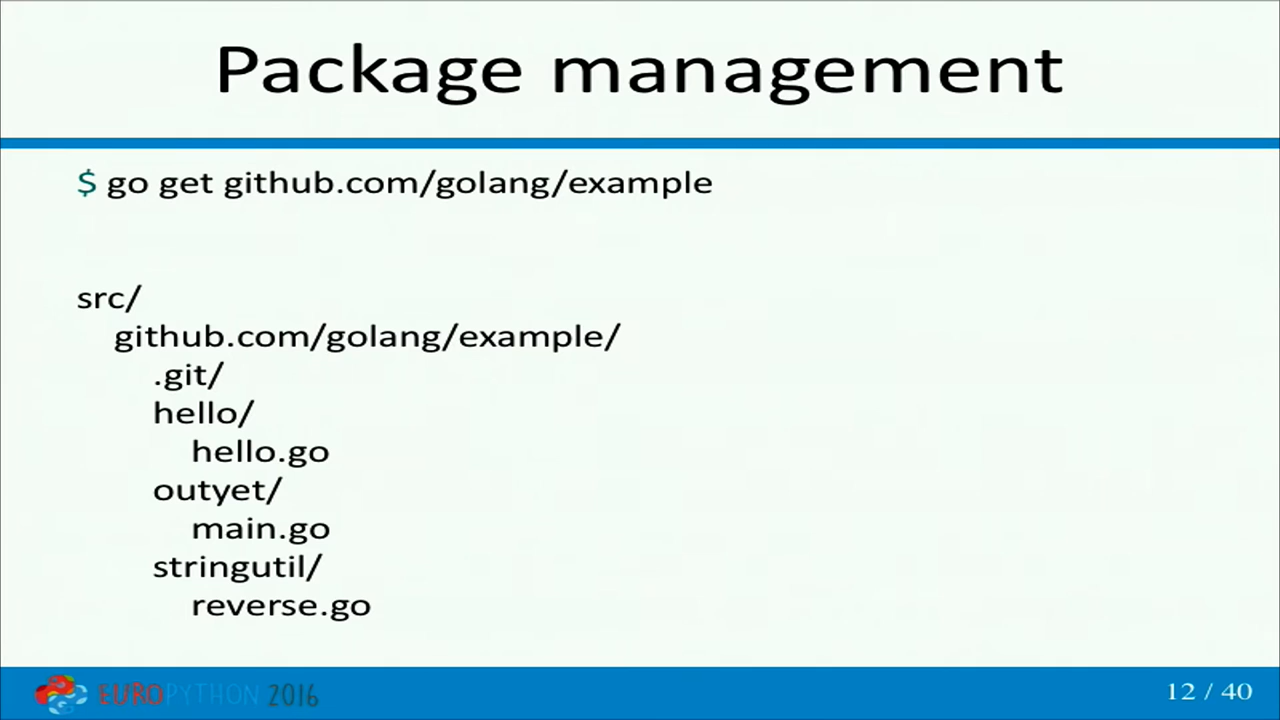 Package management
$ go get github.com/golang/example
src/
github.com/golang/example/
.git/
hello/
hello.go
outyet/
main.go
stringutil/
reverse.go
EUROPYTHON 2016
12 / 40